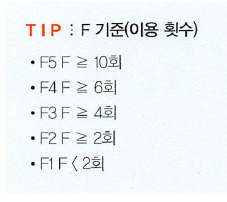 TIP : F 기준(이용 횟수)
• F5 F ≧ 10회
• F4 F ≧ 6회
• F3 F ≧ 4회
• F2 F ≧ 2회
• F1 F < 2회